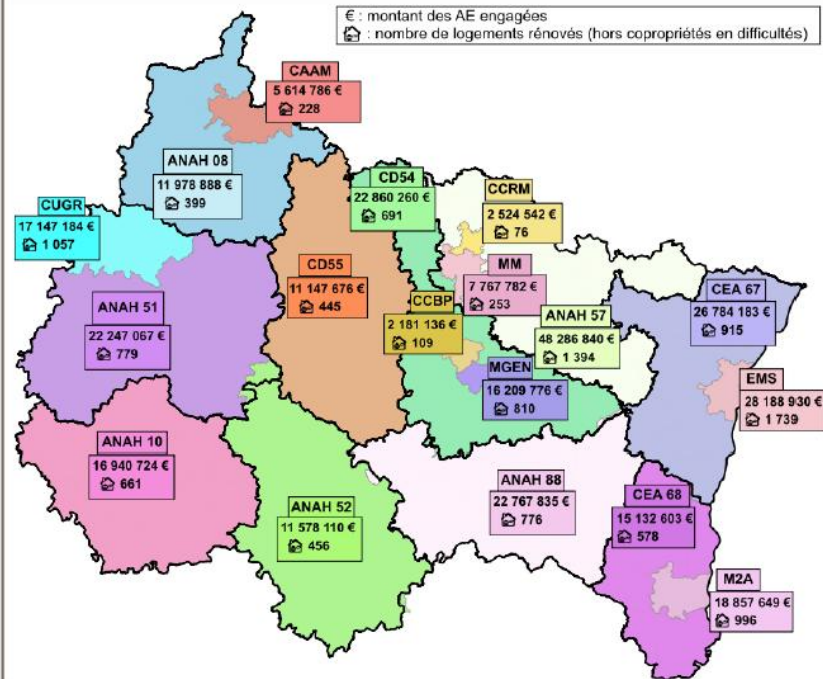 € : montant des AE engagées
: nombre de logements rénovés (hors copropriétés en difficultés)
CAAM
5 614 786 €
228
ANAH 08
11 978 888 €
399
CD54
22 860 260 €
691
CCRM
2 524 542 €
76
CUGR
17 147 184 €
1 057
CD55
11 147 676 €
445
MM
7 767 782 €
253
CEA 67
26 784 183 €
915
ANAH 51
22 247 067 €
779
CCBP
2 181 136 €
109
ANAH 57
48 286 840 €
1 394
MGEN
16 209 776 €
810
EMS
28 188 930 €
1 739
ANAH 10
16 940 724 €
661
ANAH 52
11 578 110 €
456
ANAH 88
22 767 835 €
776
CEA 68
15 132 603 €
578
M2A
18 857 649 €
996